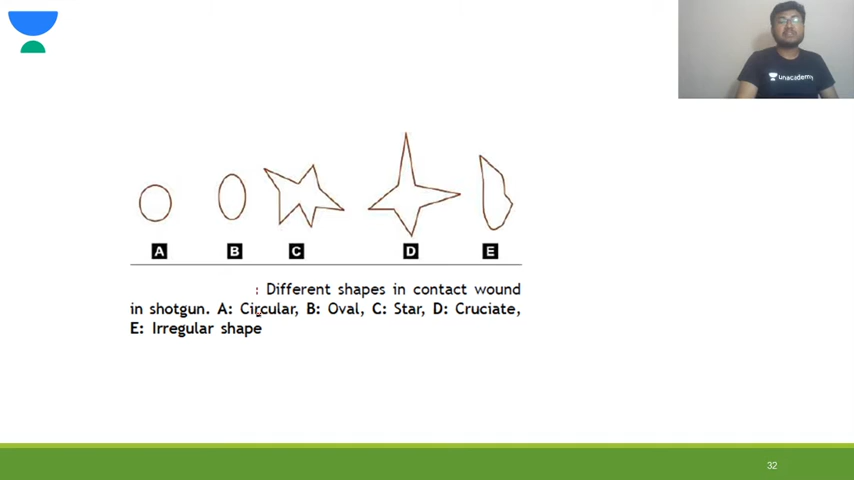 unacademy
A B C D E
: Different shapes in contact wound
in shotgun. A: Circular, B: Oval, C: Star, D: Cruciate,
E: Irregular shape
32